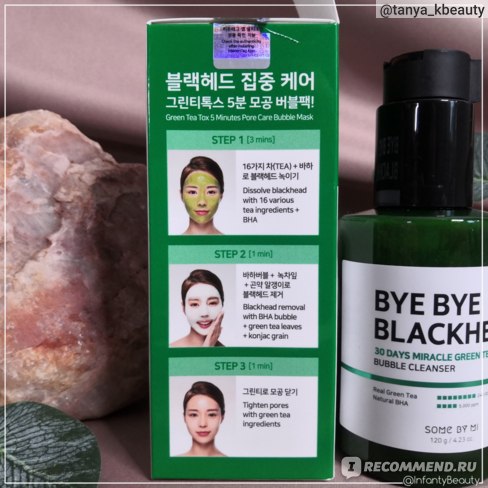 @tanya_kbeauty
블랙헤드 집중 케어
그린티톡스 5분 모공 버블팩!
Green Tea Tox 5 Minutes Pore Care Bubble Mask
STEP 1 [3 mins]
16가지 차(TEA) + 바하
로 블랙헤드 녹이기
Dissolve blackhead
with 16 various
tea ingredients +
BHA
STEP 2 [1 min]
바하버블 + 녹차잎
+ 곤약 알갱이로
블랙헤드 제거
Blackhead removal
with BHA bubble
+ green tea leaves
+ konjac grain
STEP 3 [1 min]
그린티로 모공 닫기
Tighten pores
with green tea
ingredients
BYE BYE
BLACKHE
30 DAYS MIRACLE GREEN TE
BUBBLE CLEANSER
Real Green Tea
Natural BHA
SOME BY MI
120 g / 4.23 oz.
RECOMMEND.RU
@InfantyBeauty